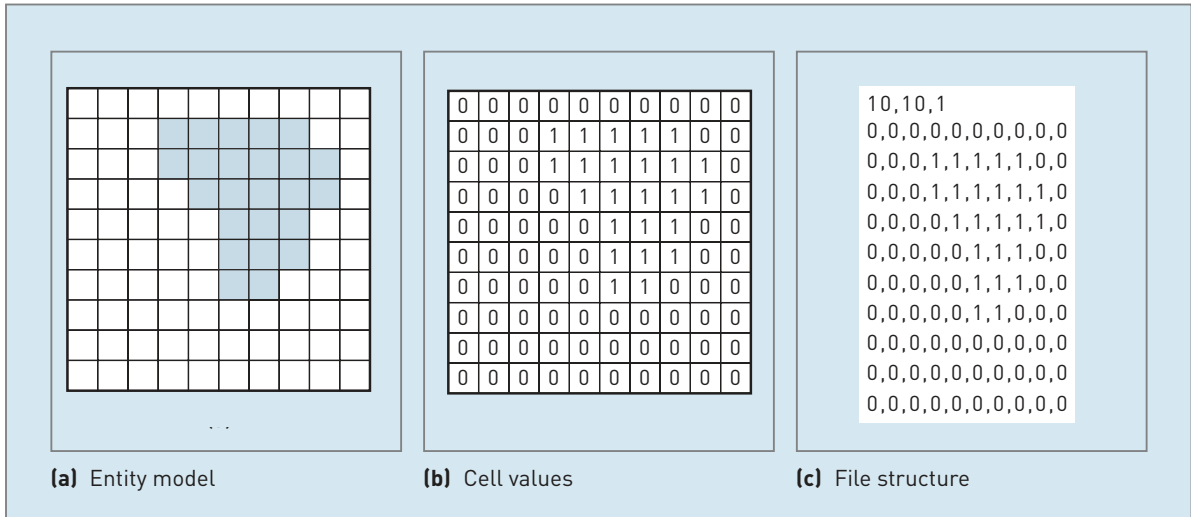 0 0 0 0 0 0 0 0 0 0
0 0 0 1 1 1 1 1 0 0
0 0 0 1 1 1 1 1 1 0
0 0 0 0 1 1 1 1 1 0
0 0 0 0 0 1 1 1 0 0
0 0 0 0 0 1 1 1 0 0
0 0 0 0 0 1 1 0 0 0
0 0 0 0 0 0 0 0 0 0
0 0 0 0 0 0 0 0 0 0
0 0 0 0 0 0 0 0 0 0
10,10,1
0,0,0,0,0,0,0,0,0,0
0,0,0,1,1,1,1,1,0,0
0,0,0,1,1,1,1,1,1,0
0,0,0,0,1,1,1,1,1,0
0,0,0,0,0,1,1,1,0,0
0,0,0,0,0,1,1,1,0,0
0,0,0,0,0,1,1,0,0,0
0,0,0,0,0,0,0,0,0,0
0,0,0,0,0,0,0,0,0,0
0,0,0,0,0,0,0,0,0,0
(a) Entity model
(b) Cell values
(c) File structure